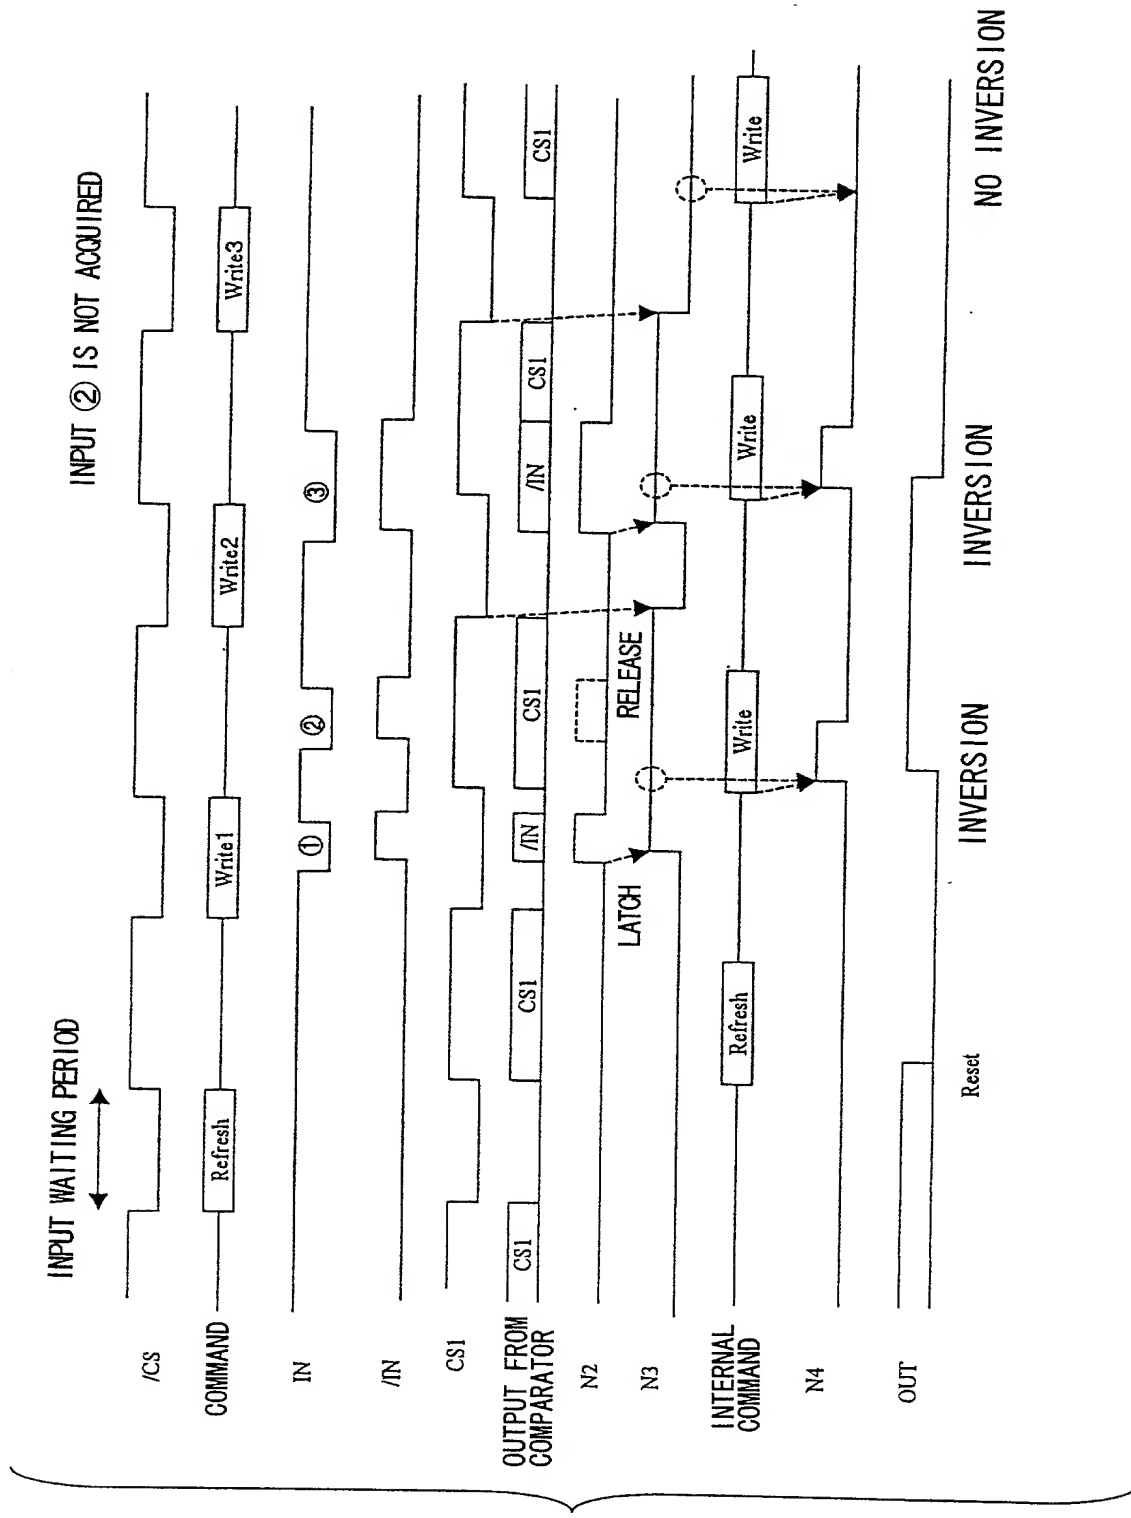 INPUT WAITING PERIOD
INPUT ② IS NOT ACQUIRED
/CS
COMMAND
Refresh
Write1
Write2
Write3
IN
①
②
③
/IN
CS1
OUTPUT FROM
COMPARATOR
CS1
CS1
/IN
CS1
/IN
CS1
CS1
N2
N3
LATCH
RELEASE
INTERNAL
COMMAND
Refresh
Write
Write
Write
N4
OUT
Reset
INVERSION
INVERSION
NO INVERSION